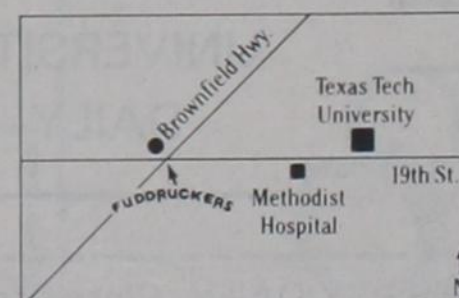 Brownfield Hwy.
Texas Tech
University
19th St.
FUDDRUCKERS
Methodist
Hospital